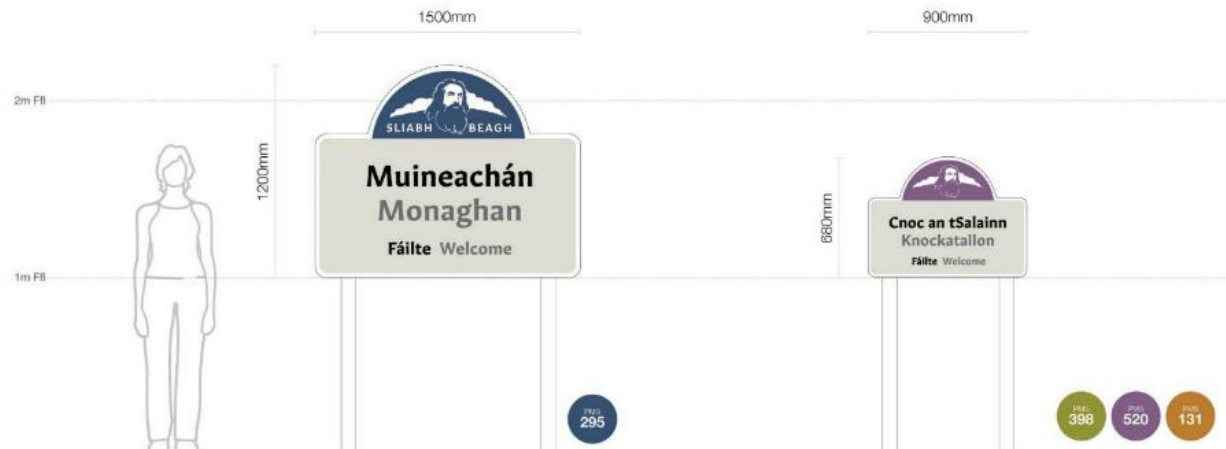 1500mm
900mm
2m Ffl
1200mm
SLIABH BEAGH
Muineachán
Monaghan
Fáilte Welcome
680mm
Cnoc an tSalainn
Knockatallon
Fáilte Welcome
1m Ffl
PMS
295
PMS
398
PMS
520
PMS
131